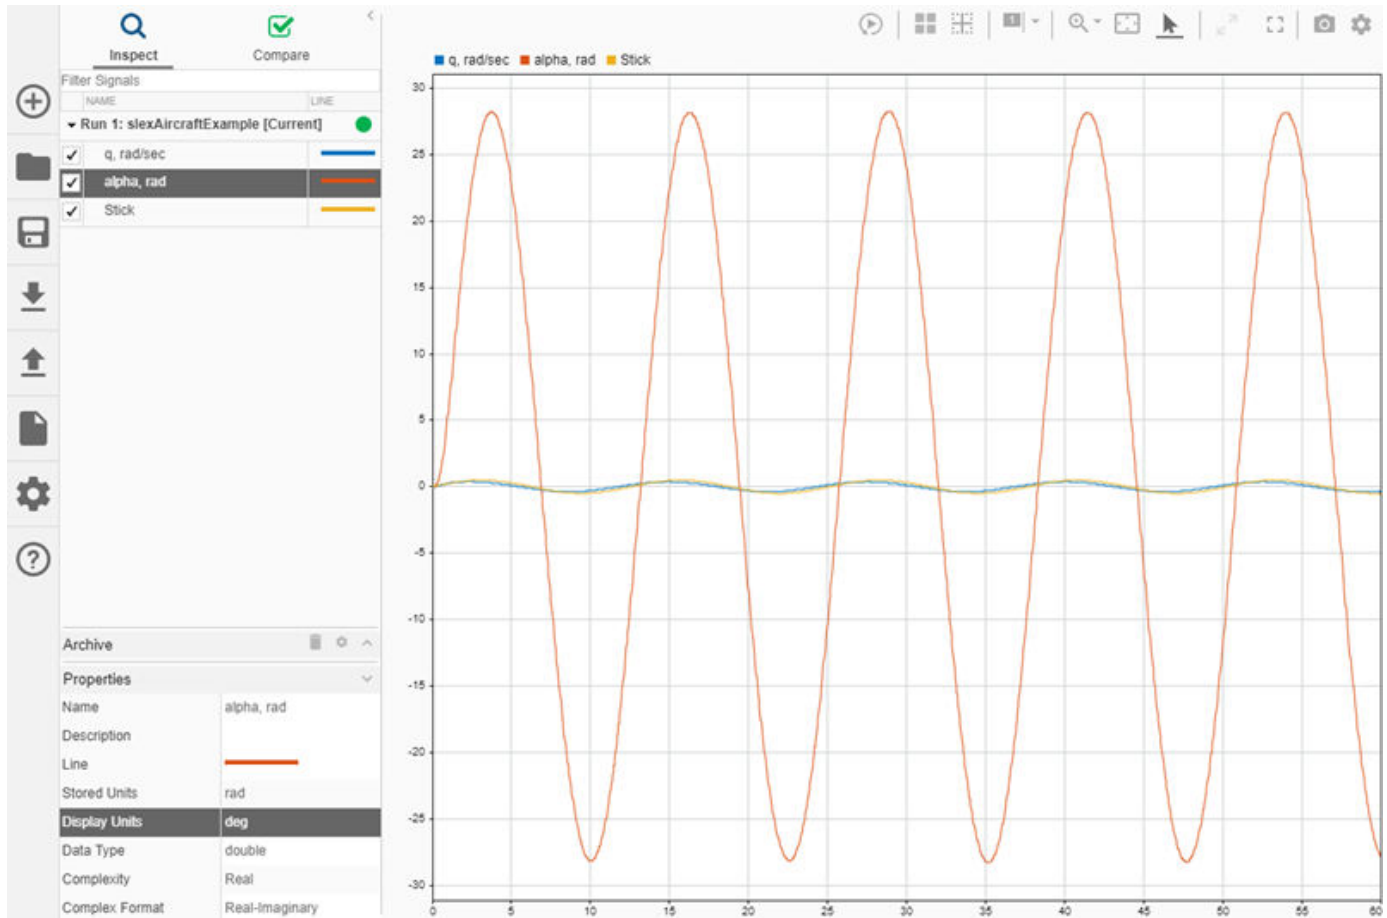 Inspect
Compare
Filter Signals
NAME
LINE
Run 1: slexAircraftExample [Current]
q, rad/sec
alpha, rad
Stick
Archive
Properties
Name alpha, rad
Description
Line
Stored Units rad
Display Units deg
Data Type double
Complexity Real
Complex Format Real-Imaginary
1
q, rad/sec alpha, rad Stick
30
25
20
15
10
5
0
-5
-10
-15
-20
-25
-30
0 5 10 15 20 25 30 35 40 45 50 55 60